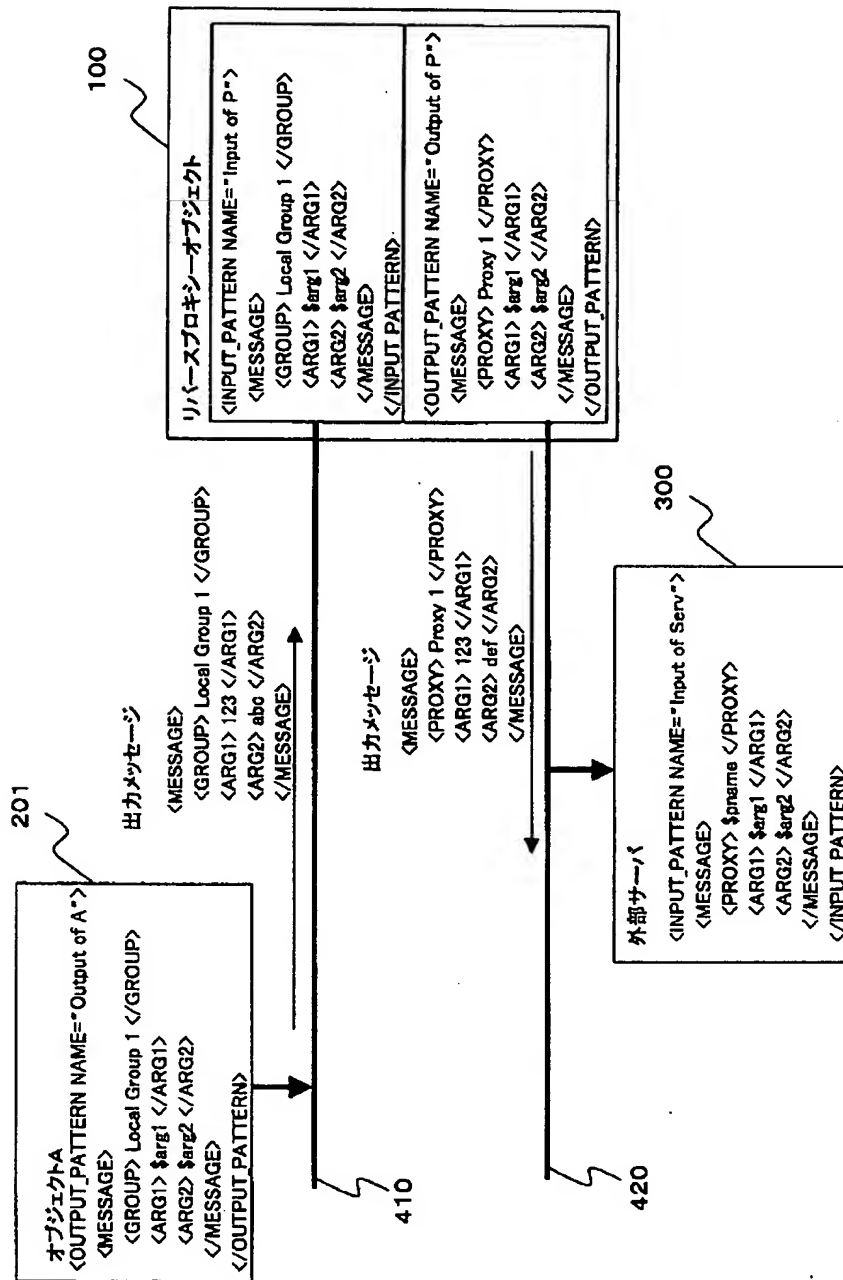 201
オブジェクトA
<OUTPUT_PATTERN NAME="Output of A">
<MESSAGE>
<GROUP> Local Group 1 </GROUP>
<ARG1> $arg1 </ARG1>
<ARG2> $arg2 </ARG2>
</MESSAGE>
</OUTPUT_PATTERN>
出力メッセージ
<MESSAGE>
<GROUP> Local Group 1 </GROUP>
<ARG1> 123 </ARG1>
<ARG2> abc </ARG2>
</MESSAGE>
100
リバースプロキシーオブジェクト
<INPUT_PATTERN NAME="Input of P">
<MESSAGE>
<GROUP> Local Group 1 </GROUP>
<ARG1> $arg1 </ARG1>
<ARG2> $arg2 </ARG2>
</MESSAGE>
</INPUT_PATTERN>
<OUTPUT_PATTERN NAME="Output of P">
<MESSAGE>
<PROXY> Proxy 1 </PROXY>
<ARG1> $arg1 </ARG1>
<ARG2> $arg2 </ARG2>
</MESSAGE>
</OUTPUT_PATTERN>
410
出力メッセージ
<MESSAGE>
<PROXY> Proxy 1 </PROXY>
<ARG1> 123 </ARG1>
<ARG2> def </ARG2>
</MESSAGE>
420
300
外部サーバ
<INPUT_PATTERN NAME="Input of Serv">
<MESSAGE>
<PROXY> $pname </PROXY>
<ARG1> $arg1 </ARG1>
<ARG2> $arg2 </ARG2>
</MESSAGE>
</INPUT_PATTERN>